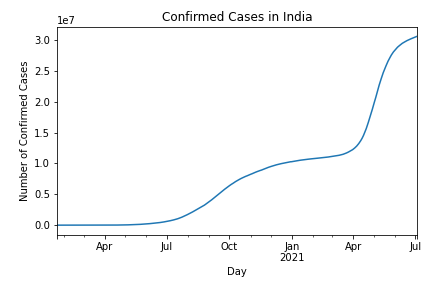 Confirmed Cases in India
1e7
Number of Confirmed Cases
3.0
2.5
2.0
1.5
1.0
0.5
0.0
Apr Jul Oct Jan Apr Jul
2021
Day